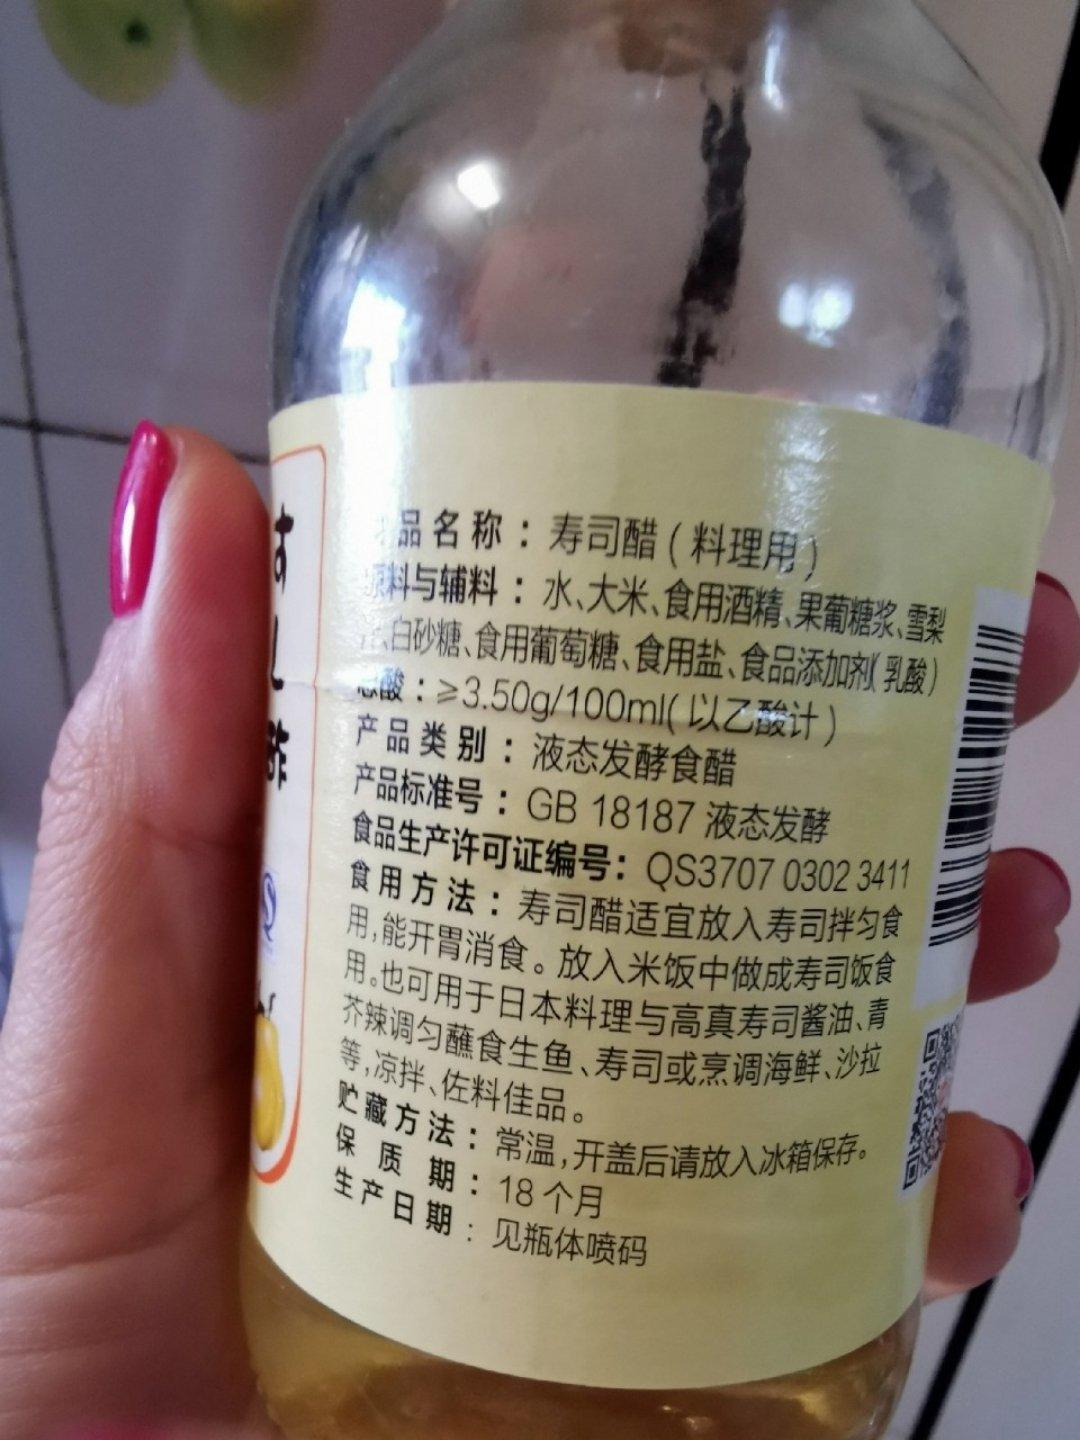 品名称：寿司醋(料理用)
原料与辅料：水、大米、食用酒精、果葡糖浆、雪梨
、白砂糖、食用葡萄糖、食用盐、食品添加剂(乳酸)
总酸：≥3.50g/100ml(以乙酸计)
产品类别：液态发酵食醋
产品标准号：GB 18187 液态发酵
食品生产许可证编号：QS3707 0302 3411
食用方法：寿司醋适宜放入寿司拌匀食
用,能开胃消食。放入米饭中做成寿司饭食
用。也可用于日本料理与高真寿司酱油、青
芥辣调匀蘸食生鱼、寿司或烹调海鲜、沙拉
等,凉拌、佐料佳品。
贮藏方法：常温,开盖后请放入冰箱保存。
保质期：18个月
生产日期：见瓶体喷码